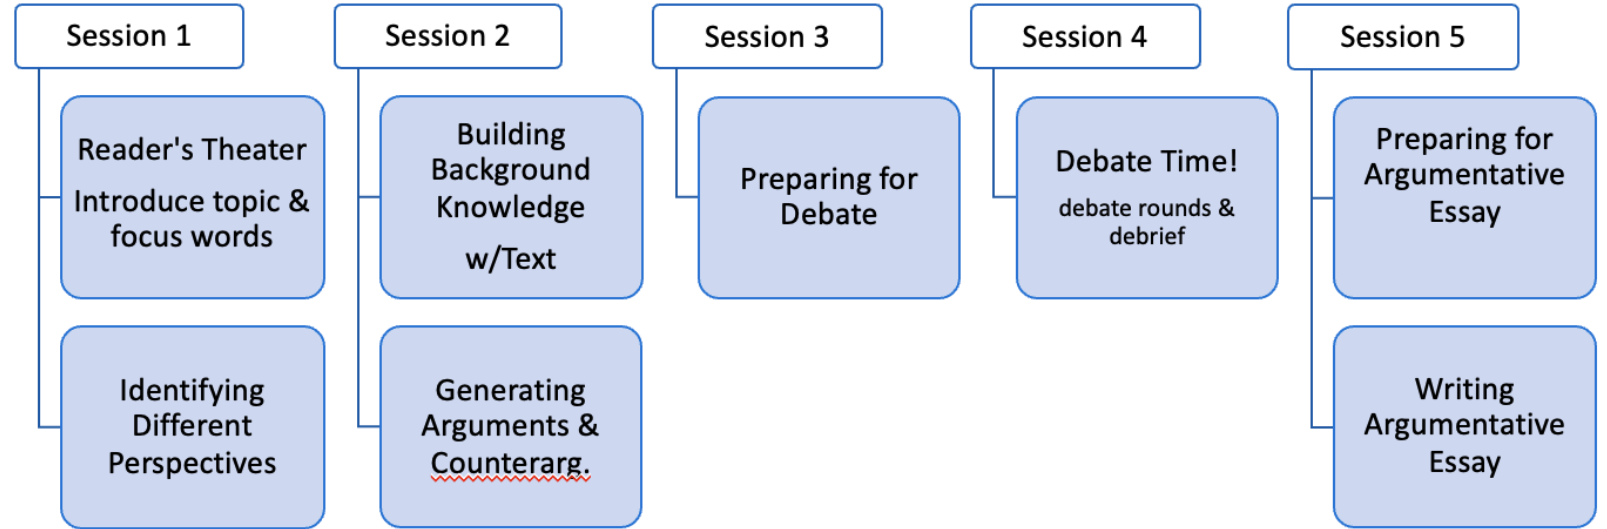 Session 1
Reader's Theater
Introduce topic &
focus words
Identifying
Different
Perspectives
Session 2
Building
Background
Knowledge
w/Text
Generating
Arguments &
Counterarg.
Session 3
Preparing for
Debate
Session 4
Debate Time!
debate rounds &
debrief
Session 5
Preparing for
Argumentative
Essay
Writing
Argumentative
Essay